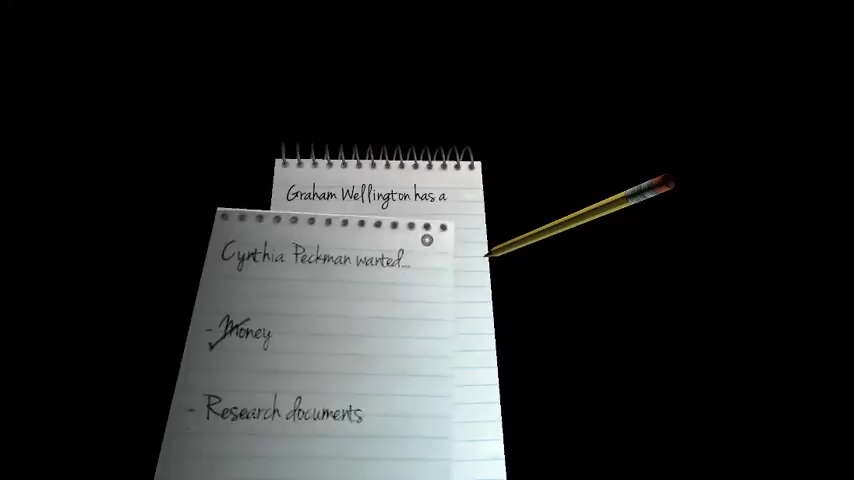 Graham Wellington has a
Cynthia Peckman wanted...
- Money
- Research documents